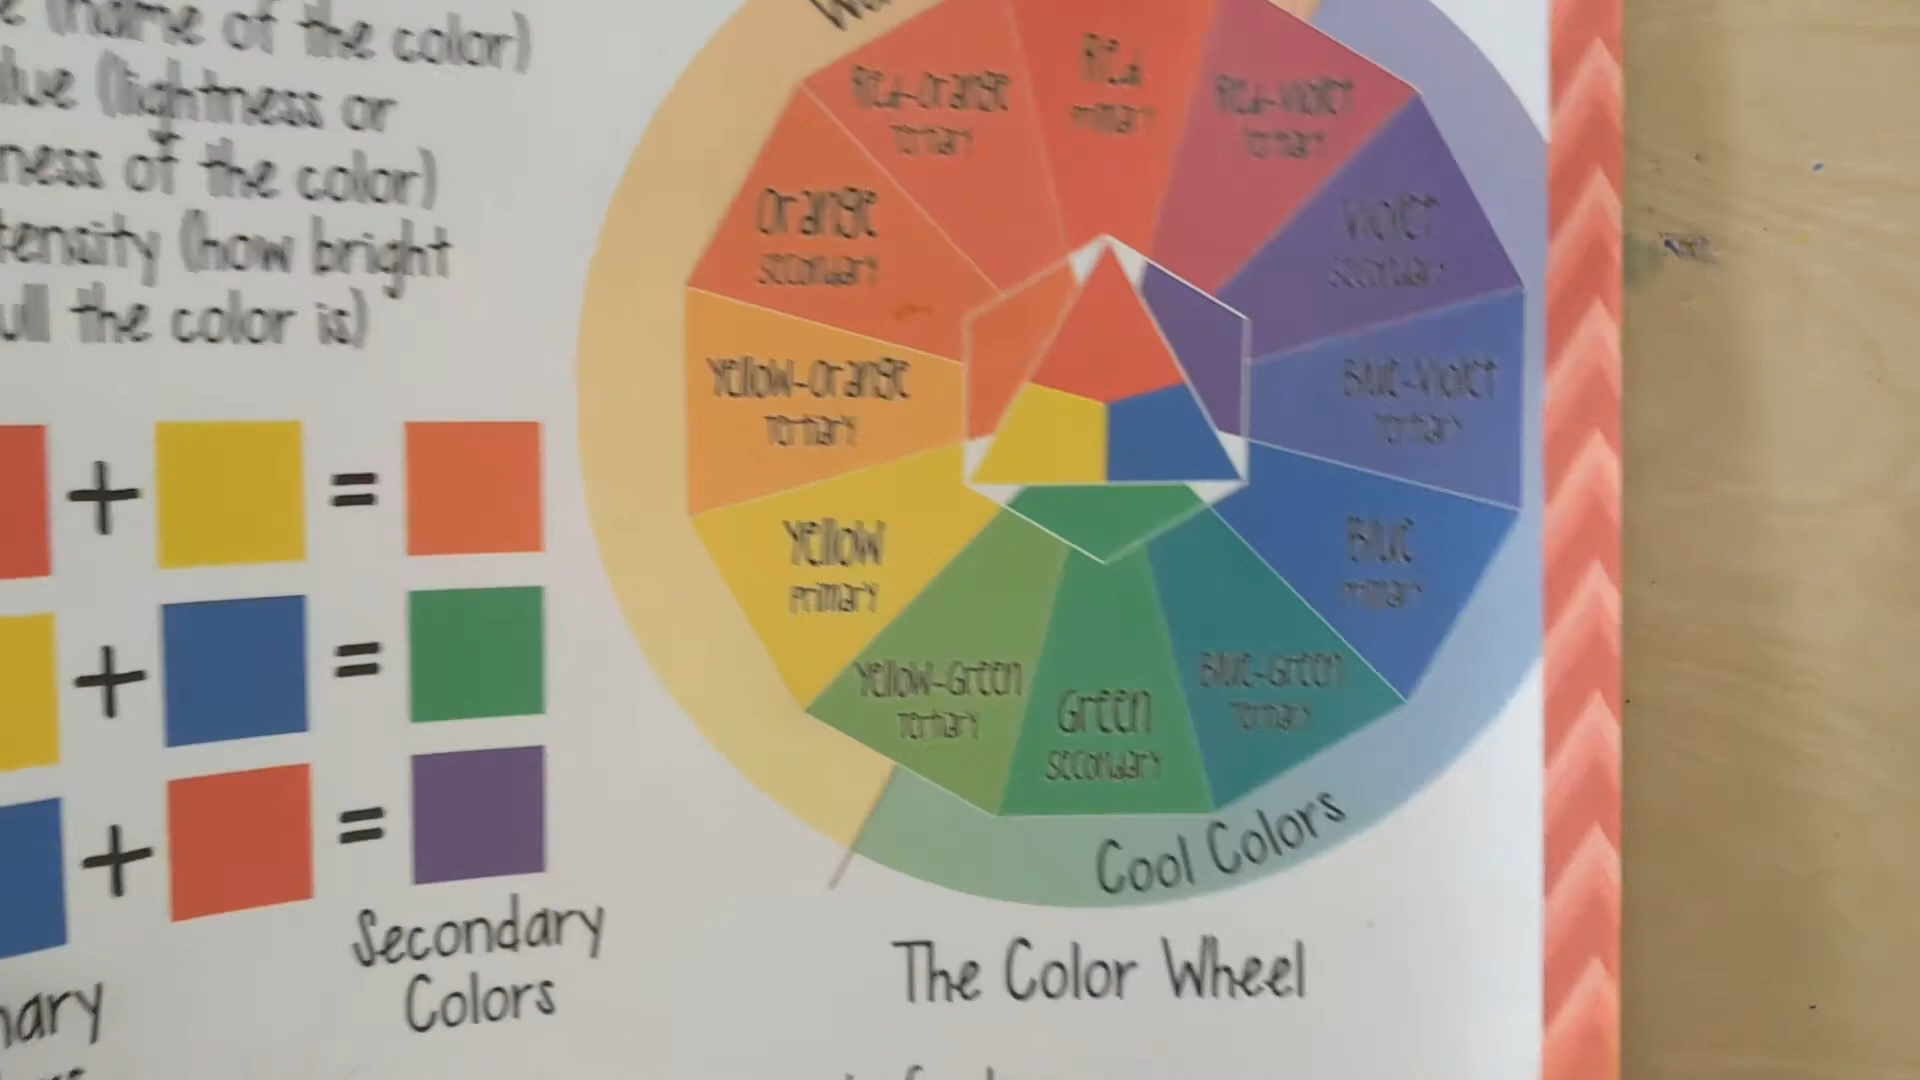 (name of the color)
(lightness or
ness of the color)
tensity (how bright
ull the color is)
+ =
+ =
+ =
Secondary
Colors
Red-Orange
Tertiary
Red
Primary
Red-Violet
Tertiary
Orange
Secondary
Violet
Secondary
Yellow-Orange
Tertiary
Blue-Violet
Tertiary
Yellow
Primary
Blue
Primary
Yellow-Green
Tertiary
Green
Secondary
Blue-Green
Tertiary
Cool Colors
The Color Wheel